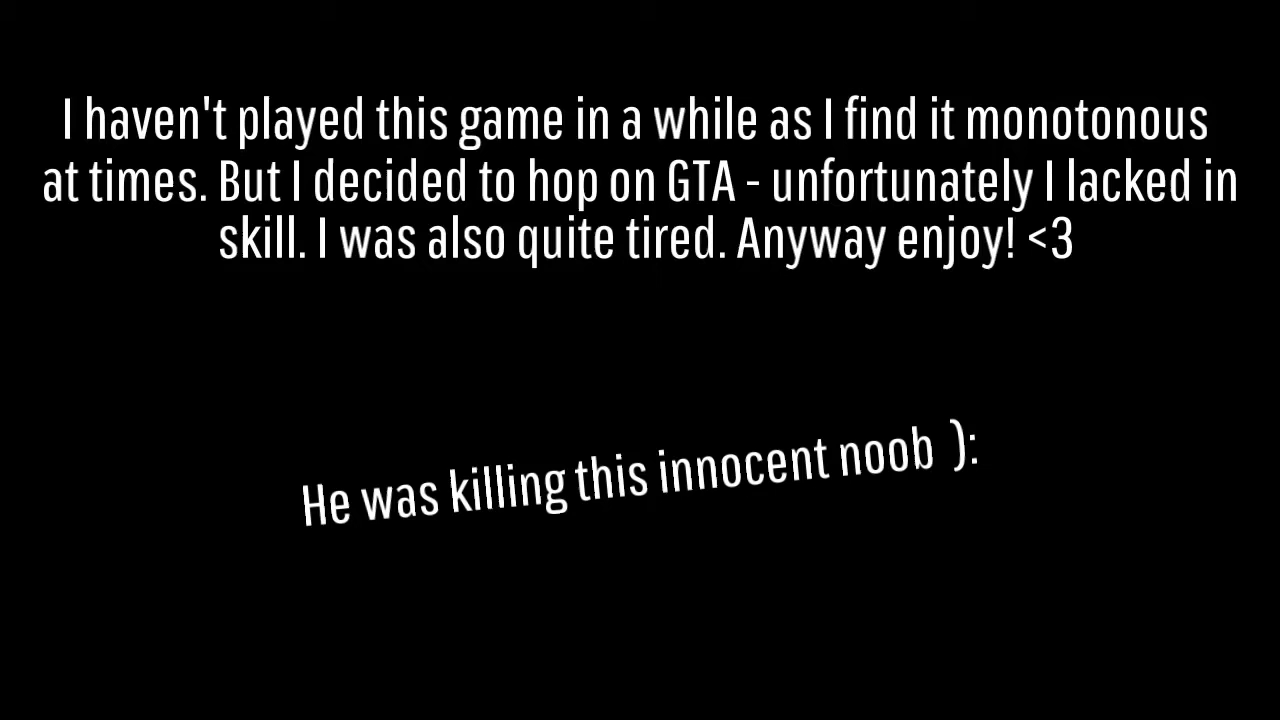 I haven't played this game in a while as I find it monotonous
at times. But I decided to hop on GTA - unfortunately I lacked in
skill. I was also quite tired. Anyway enjoy! <3
He was killing this innocent noob ):